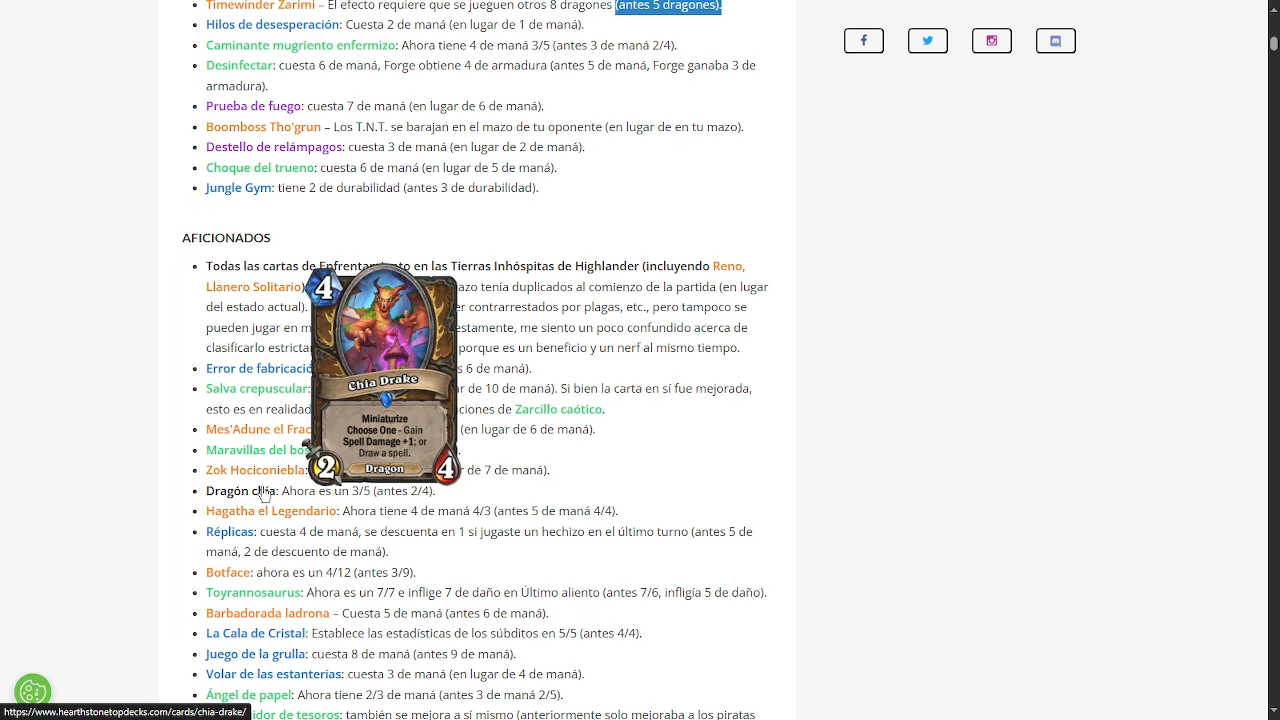 Timewinder Zarimi – El efecto requiere que se jueguen otros 8 dragones (antes 5 dragones).
Hilos de desesperación: Cuesta 2 de maná (en lugar de 1 de maná).
Caminante mugriento enfermizo: Ahora tiene 4 de maná 3/5 (antes 3 de maná 2/4).
Desinfectar: cuesta 6 de maná, Forge obtiene 4 de armadura (antes 5 de maná, Forge ganaba 3 de
armadura).
Prueba de fuego: cuesta 7 de maná (en lugar de 6 de maná).
Boomboss Tho'grun – Los T.N.T. se barajan en el mazo de tu oponente (en lugar de en tu mazo).
Destello de relámpagos: cuesta 3 de maná (en lugar de 2 de maná).
Choque del trueno: cuesta 6 de maná (en lugar de 5 de maná).
Jungle Gym: tiene 2 de durabilidad (antes 3 de durabilidad).
AFICIONADOS
Todas las cartas de Enfrentamiento en las Tierras Inhóspitas de Highlander (incluyendo Reno,
Llanero Solitario) azo tenía duplicados al comienzo de la partida (en lugar
del estado actual). er contrarrestados por plagas, etc., pero tampoco se
pueden jugar en m estamente, me siento un poco confundido acerca de
clasificarlo estricta porque es un beneficio y un nerf al mismo tiempo.
Error de fabricació s 6 de maná).
Salva crepuscular: r de 10 de maná). Si bien la carta en sí fue mejorada,
esto es en realidad aciones de Zarcillo caótico.
Mes'Adune el Frac (en lugar de 6 de maná).
Maravillas del bos
Zok Hociconiebla: r de 7 de maná).
Dragón chía: Ahora es un 3/5 (antes 2/4).
Hagatha el Legendario: Ahora tiene 4 de maná 4/3 (antes 5 de maná 4/4).
Réplicas: cuesta 4 de maná, se descuenta en 1 si jugaste un hechizo en el último turno (antes 5 de
maná, 2 de descuento de maná).
Botface: ahora es un 4/12 (antes 3/9).
Toyrannosaurus: Ahora es un 7/7 e inflige 7 de daño en Último aliento (antes 7/6, infligía 5 de daño).
Barbadorada ladrona – Cuesta 5 de maná (antes 6 de maná).
La Cala de Cristal: Establece las estadísticas de los súbditos en 5/5 (antes 4/4).
Juego de la grulla: cuesta 8 de maná (antes 9 de maná).
Volar de las estanterías: cuesta 3 de maná (en lugar de 4 de maná).
Ángel de papel: Ahora tiene 2/3 de maná (antes 3 de maná 2/5).
idor de tesoros: también se mejora a sí mismo (anteriormente solo mejoraba a los piratas
4
Chia Drake
Miniaturize
Choose One - Gain
Spell Damage +1; or
Draw a spell.
2
Dragon
4
https://www.hearthstonetopdecks.com/cards/chia-drake/